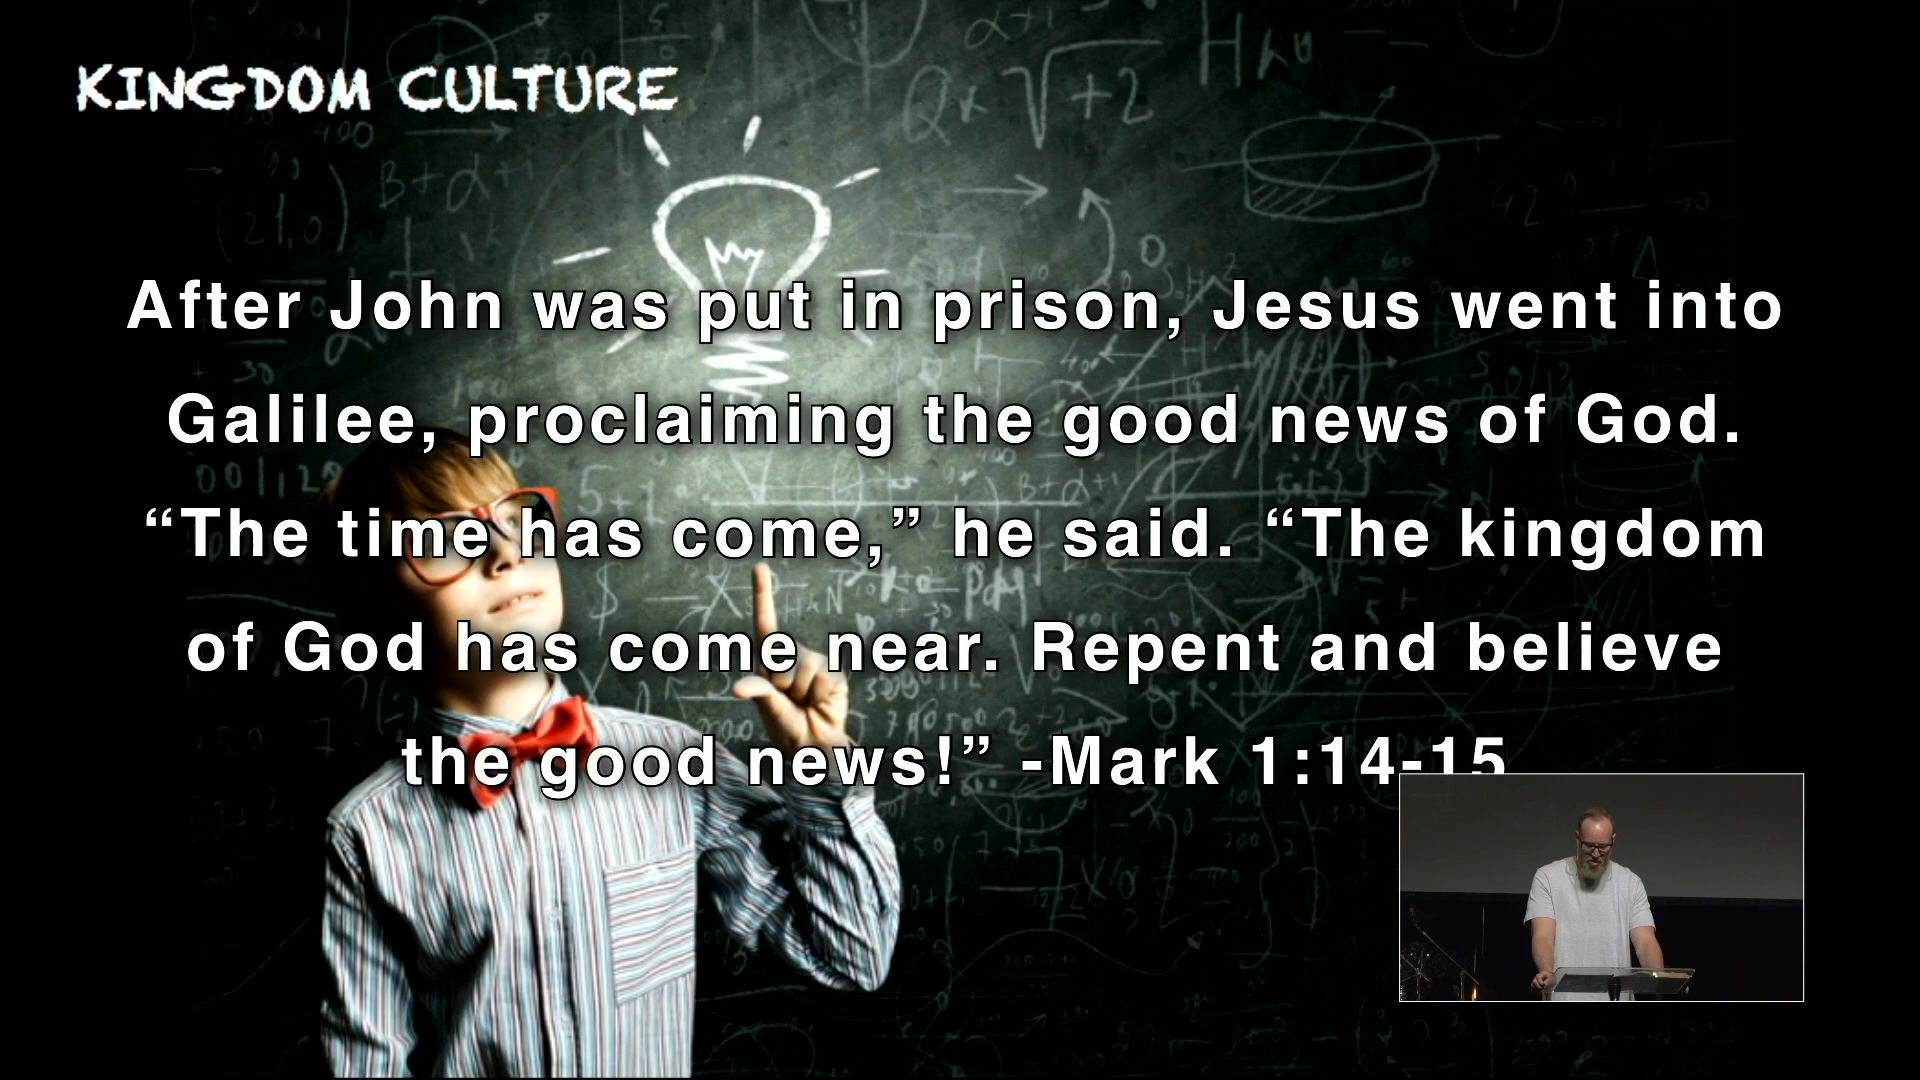 KINGDOM CULTURE
After John was put in prison, Jesus went into
Galilee, proclaiming the good news of God.
“The time has come,” he said. “The kingdom
of God has come near. Repent and believe
the good news!” -Mark 1:14-15